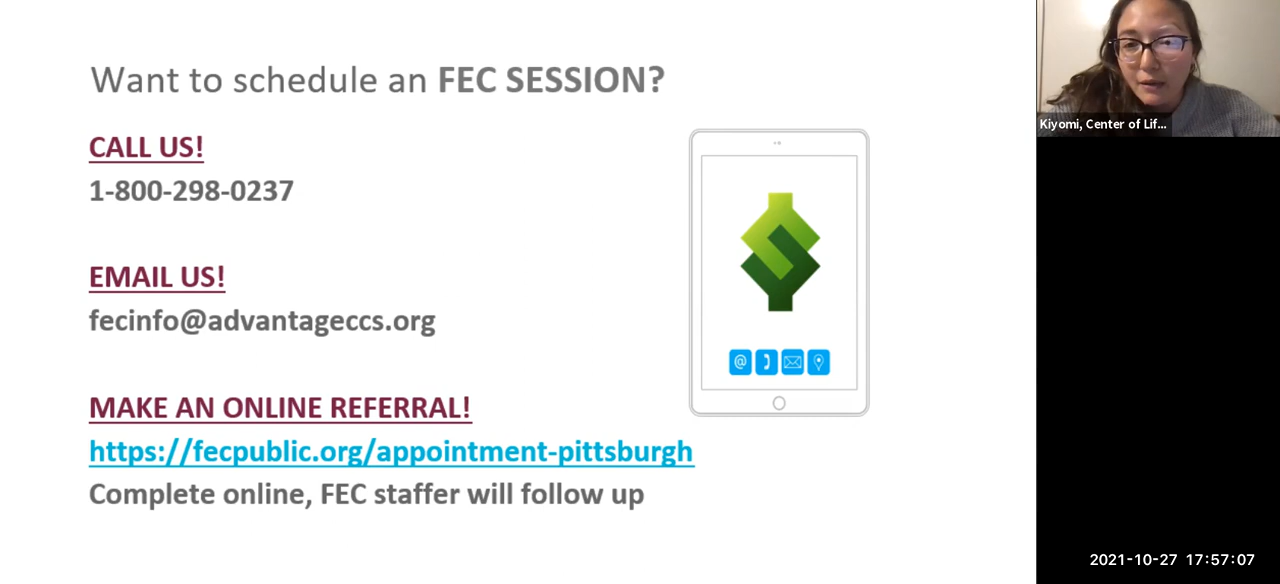 Want to schedule an FEC SESSION?
CALL US!
1-800-298-0237
EMAIL US!
fecinfo@advantageccs.org
MAKE AN ONLINE REFERRAL!
https://fecpublic.org/appointment-pittsburgh
Complete online, FEC staffer will follow up
@
Kiyomi, Center of Lif...
2021-10-27 17:57:07